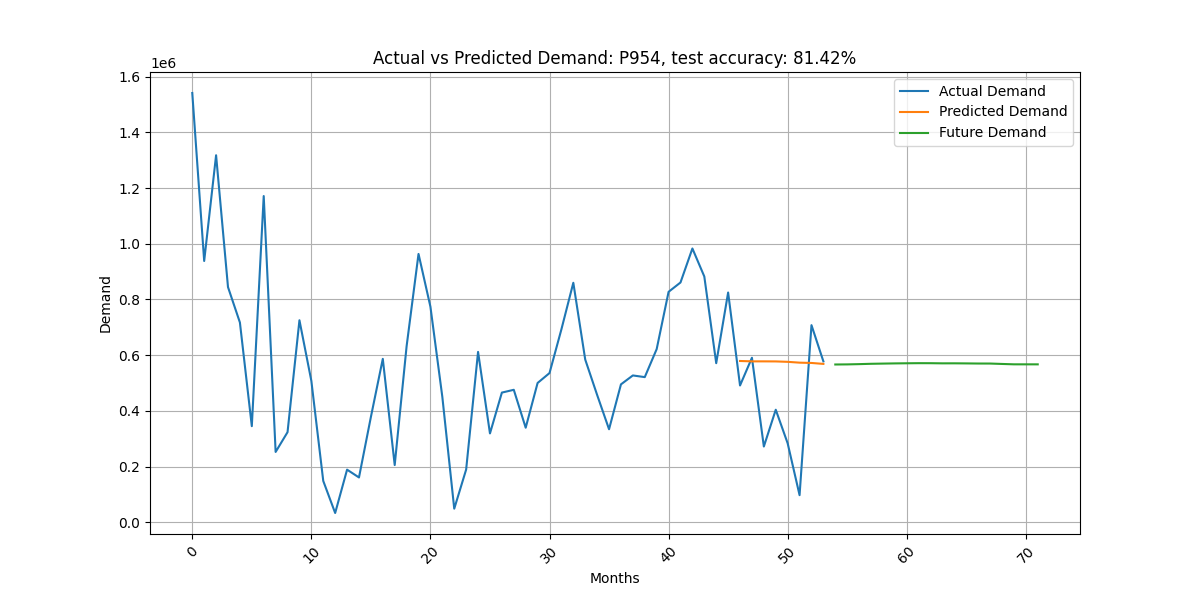 Actual vs Predicted Demand: P954, test accuracy: 81.42%
1e6
1.6
1.4
1.2
1.0
0.8
0.6
0.4
0.2
0.0
Demand
Actual Demand
Predicted Demand
Future Demand
0 10 20 30 40 50 60 70
Months